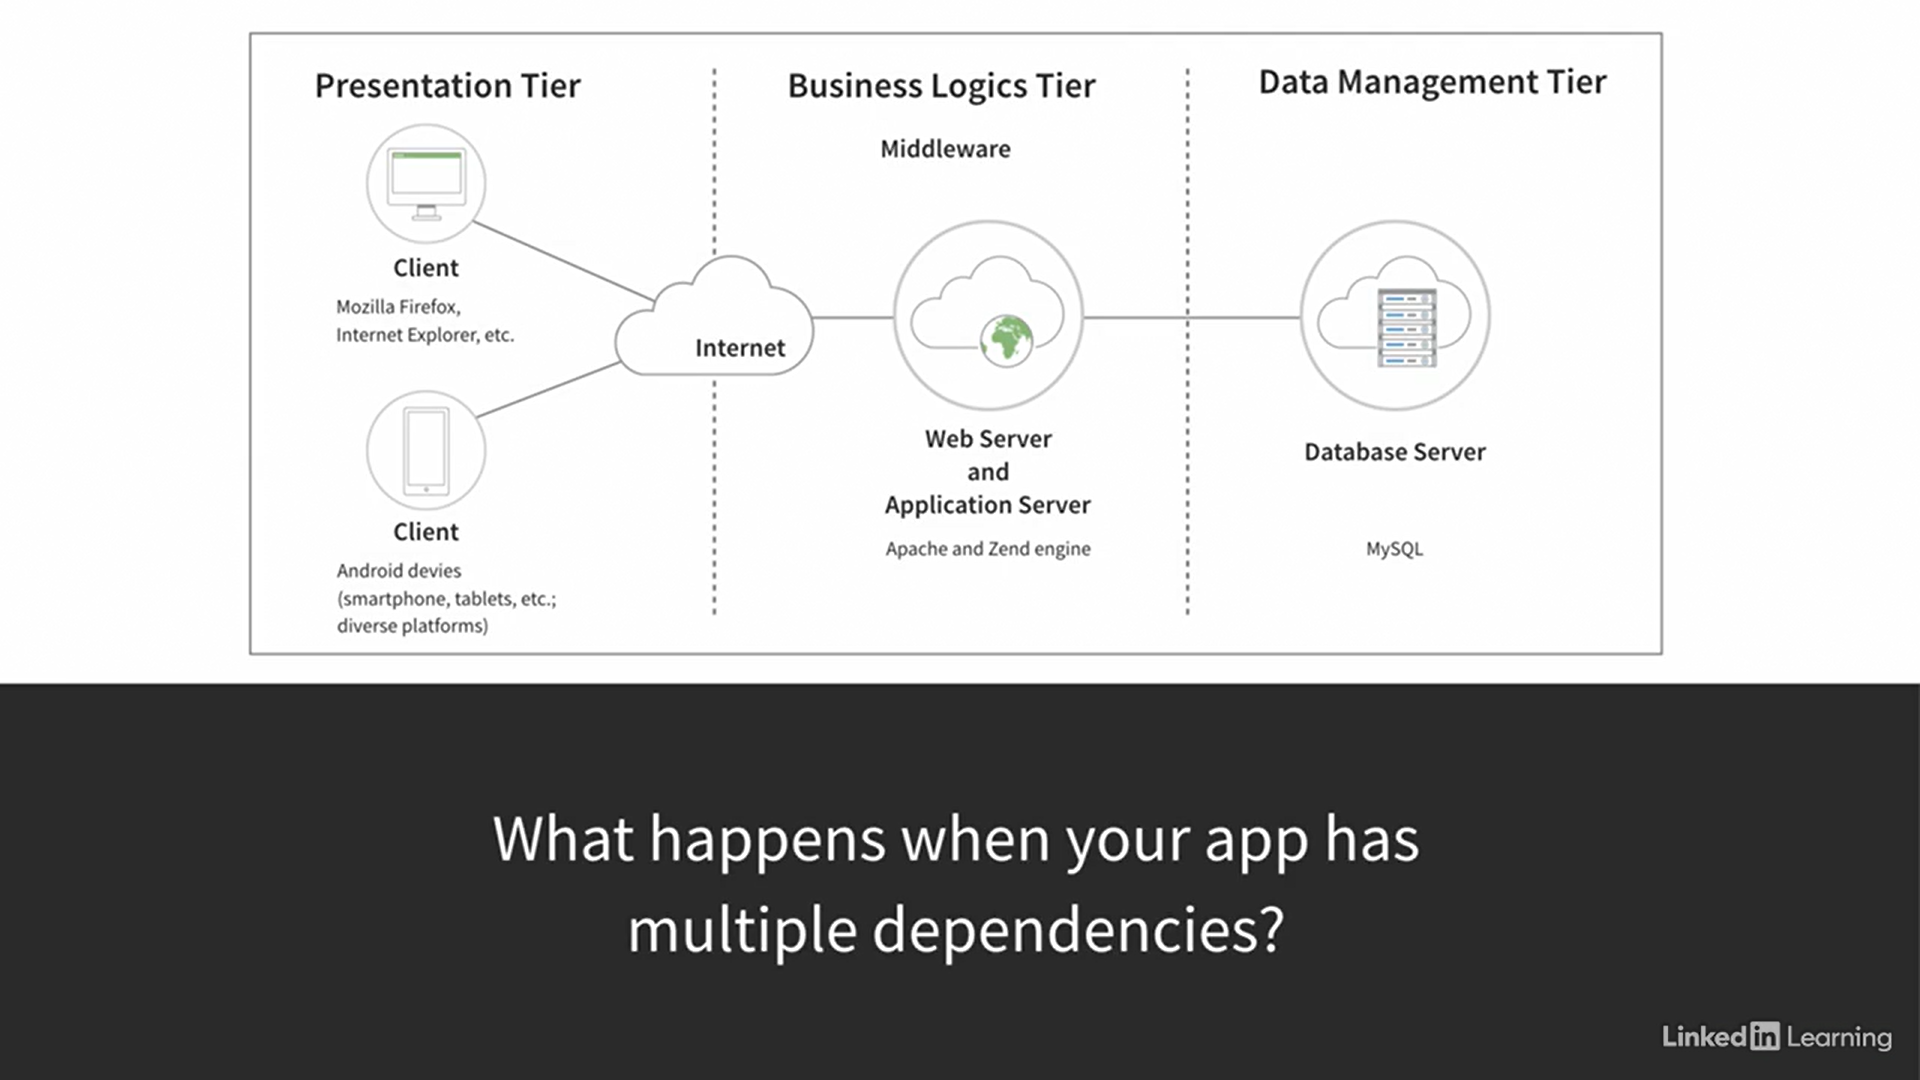 Presentation Tier
Business Logics Tier
Data Management Tier
Middleware
Client
Mozilla Firefox,
Internet Explorer, etc.
Internet
Client
Android devies
(smartphone, tablets, etc.;
diverse platforms)
Web Server
and
Application Server
Apache and Zend engine
Database Server
MySQL
What happens when your app has
multiple dependencies?
Linked in Learning